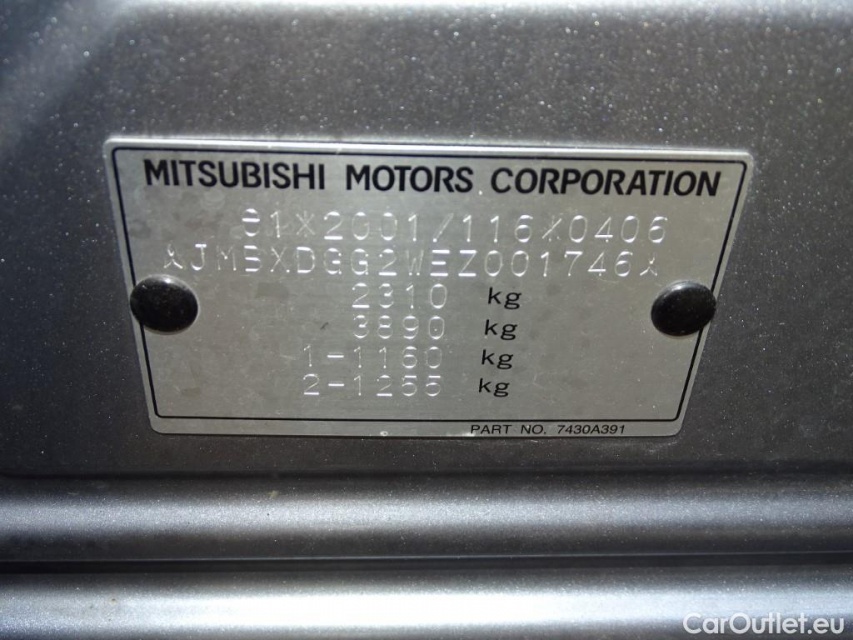 MITSUBISHI MOTORS CORPORATION
e1*2001/116*0406
JMBXDGG2WEZ001746
2310 kg
3890 kg
1-1160 kg
2-1255 kg
PART NO. 7430A391
CarOutlet.eu